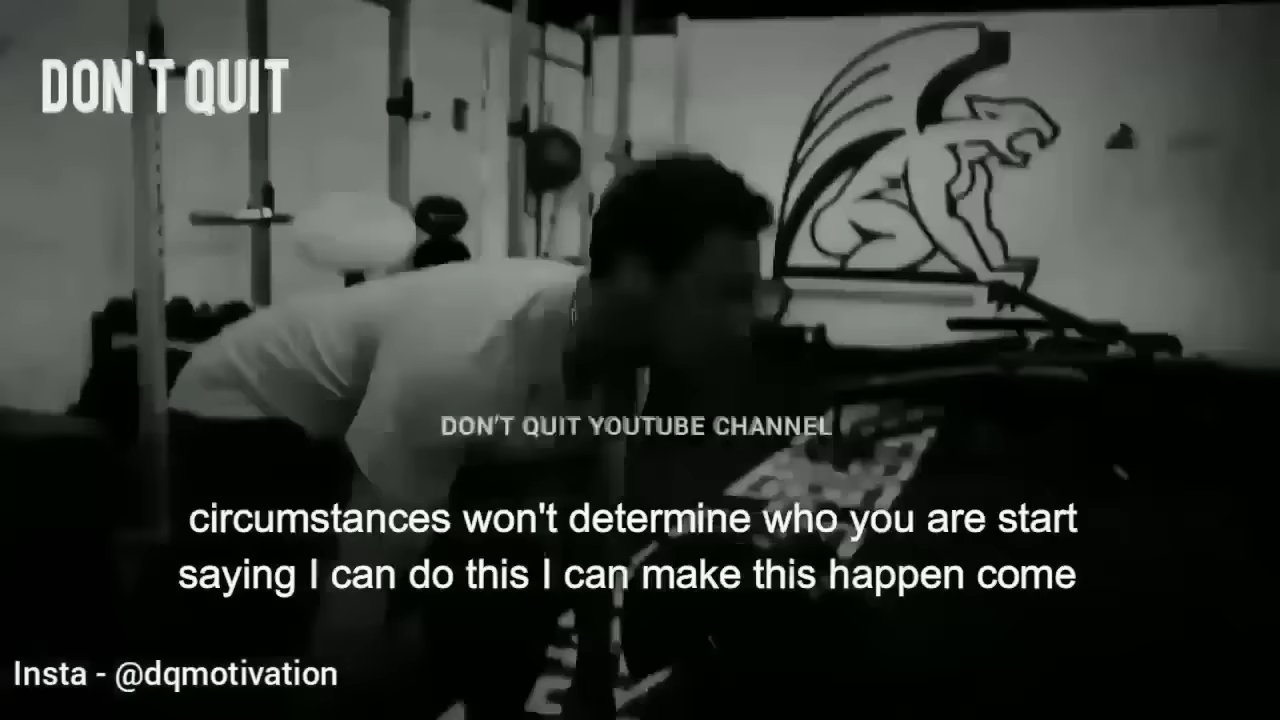 DON'T QUIT
DON'T QUIT YOUTUBE CHANNEL
circumstances won't determine who you are start
saying I can do this I can make this happen come
Insta - @dqmotivation